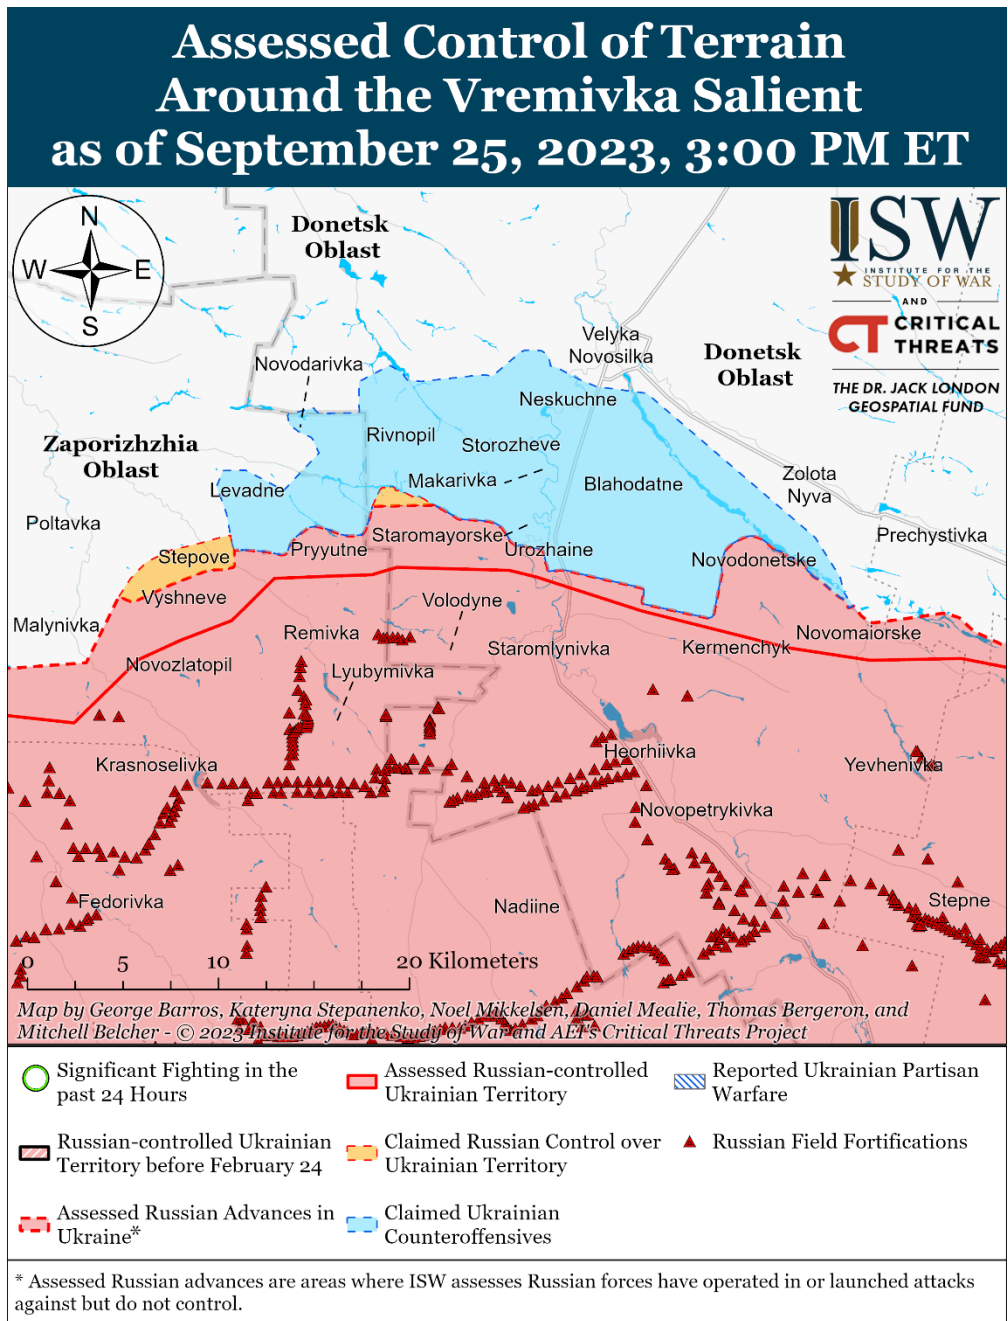 Assessed Control of Terrain
Around the Vremivka Salient
as of September 25, 2023, 3:00 PM ET
N
W
E
S
Donetsk
Oblast
ISW
INSTITUTE FOR THE
STUDY OF WAR
AND
CT CRITICAL
THREATS
THE DR. JACK LONDON
GEOSPATIAL FUND
Velyka
Novosilka
Donetsk
Oblast
Novodarivka
Neskuchne
Zaporizhzhia
Oblast
Rivnopil
Storozheve
Levadne
Makarivka
Blahodatne
Zolota
Nyva
Poltavka
Staromayorske
Prechystivka
Stepove
Pryyutne
Urozhaine
Novodonetske
Vyshneve
Volodyne
Malynivka
Remivka
Staromlynivka
Kermenchyk
Novomaiorske
Novozlatopil
Lyubymivka
Krasnoselivka
Heorhiivka
Yevhenivka
Novopetrykivka
Fedorivka
Nadiine
Stepne
0 5 10 20 Kilometers
Map by George Barros, Kateryna Stepanenko, Noel Mikkelsen, Daniel Mealie, Thomas Bergeron, and
Mitchell Belcher - © 2023 Institute for the Study of War and AEI's Critical Threats Project
Significant Fighting in the
past 24 Hours
Assessed Russian-controlled
Ukrainian Territory
Reported Ukrainian Partisan
Warfare
Russian-controlled Ukrainian
Territory before February 24
Claimed Russian Control over
Ukrainian Territory
Russian Field Fortifications
Assessed Russian Advances in
Ukraine*
Claimed Ukrainian
Counteroffensives
* Assessed Russian advances are areas where ISW assesses Russian forces have operated in or launched attacks
against but do not control.